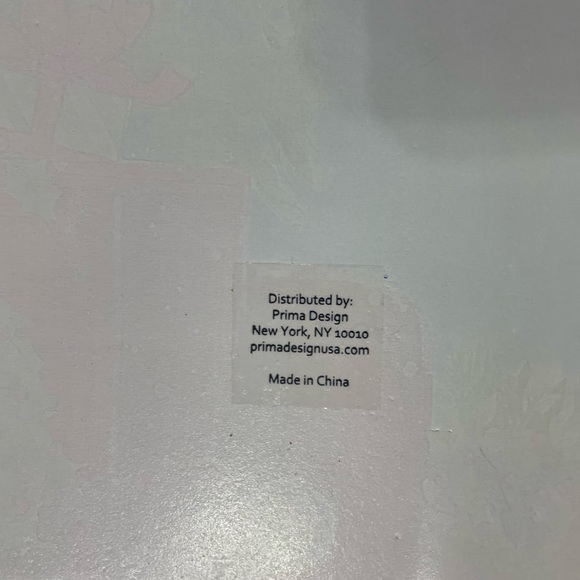 Distributed by:
Prima Design
New York, NY 10010
primadesignusa.com
Made in China